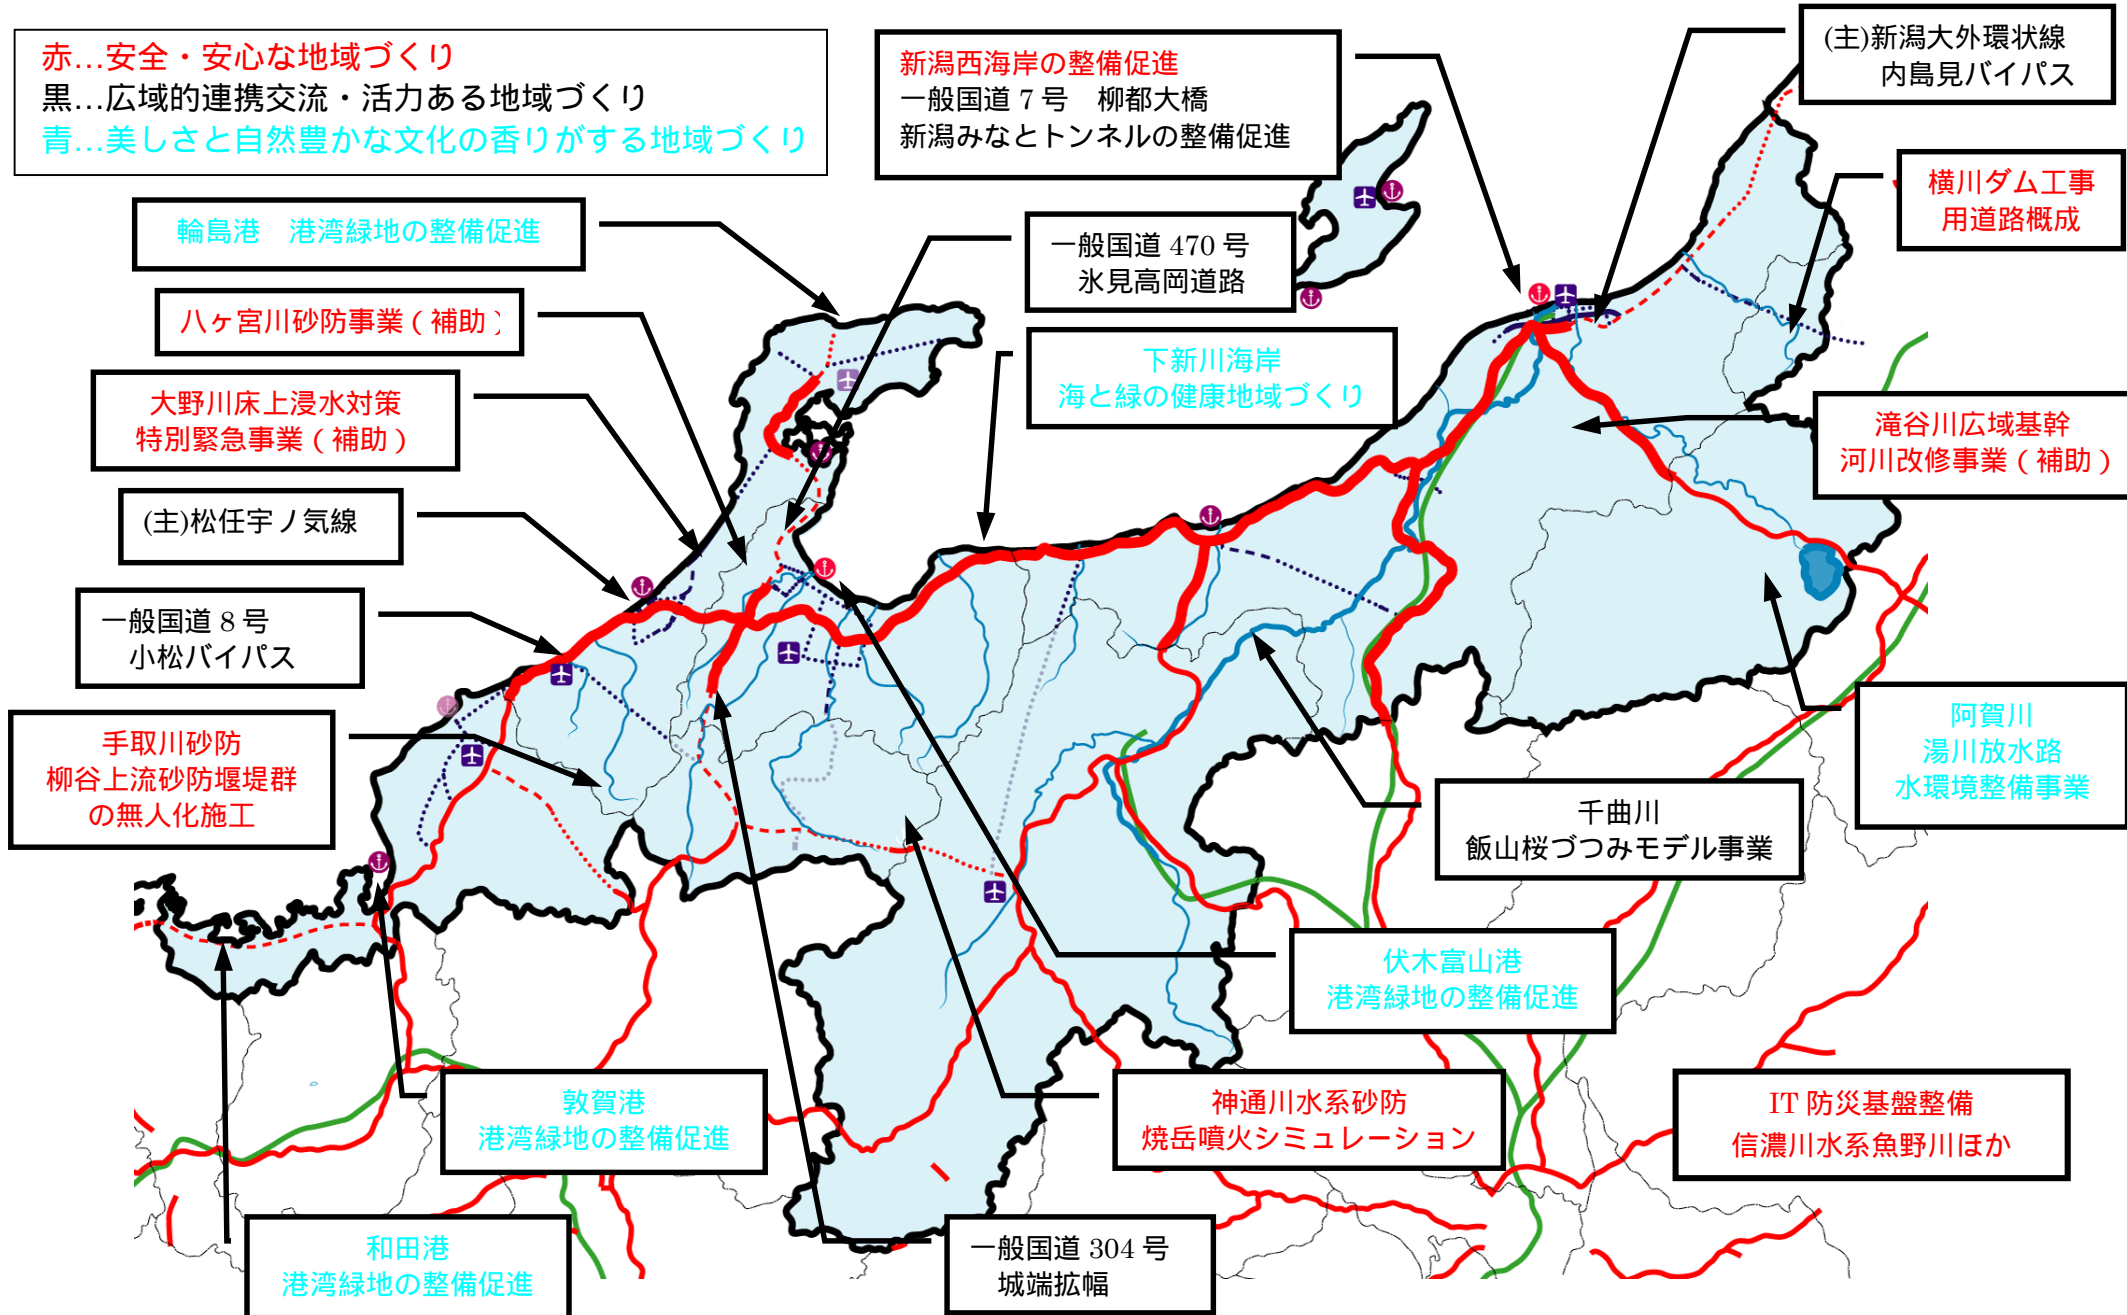 赤…安全・安心な地域づくり
黒…広域的連携交流・活力ある地域づくり
青…美しさと自然豊かな文化の香りがする地域づくり
新潟西海岸の整備促進
一般国道7号　柳都大橋
新潟みなとトンネルの整備促進
(主)新潟大外環状線
内島見バイパス
横川ダム工事
用道路概成
輪島港　港湾緑地の整備促進
一般国道 470 号
氷見高岡道路
八ヶ宮川砂防事業（補助）
下新川海岸
海と緑の健康地域づくり
大野川床上浸水対策
特別緊急事業（補助）
滝谷川広域基幹
河川改修事業（補助）
(主)松任宇ノ気線
一般国道 8 号
小松バイパス
手取川砂防
柳谷上流砂防堰堤群
の無人化施工
阿賀川
湯川放水路
水環境整備事業
千曲川
飯山桜づつみモデル事業
伏木富山港
港湾緑地の整備促進
敦賀港
港湾緑地の整備促進
神通川水系砂防
焼岳噴火シミュレーション
IT 防災基盤整備
信濃川水系魚野川ほか
和田港
港湾緑地の整備促進
一般国道 304 号
城端拡幅